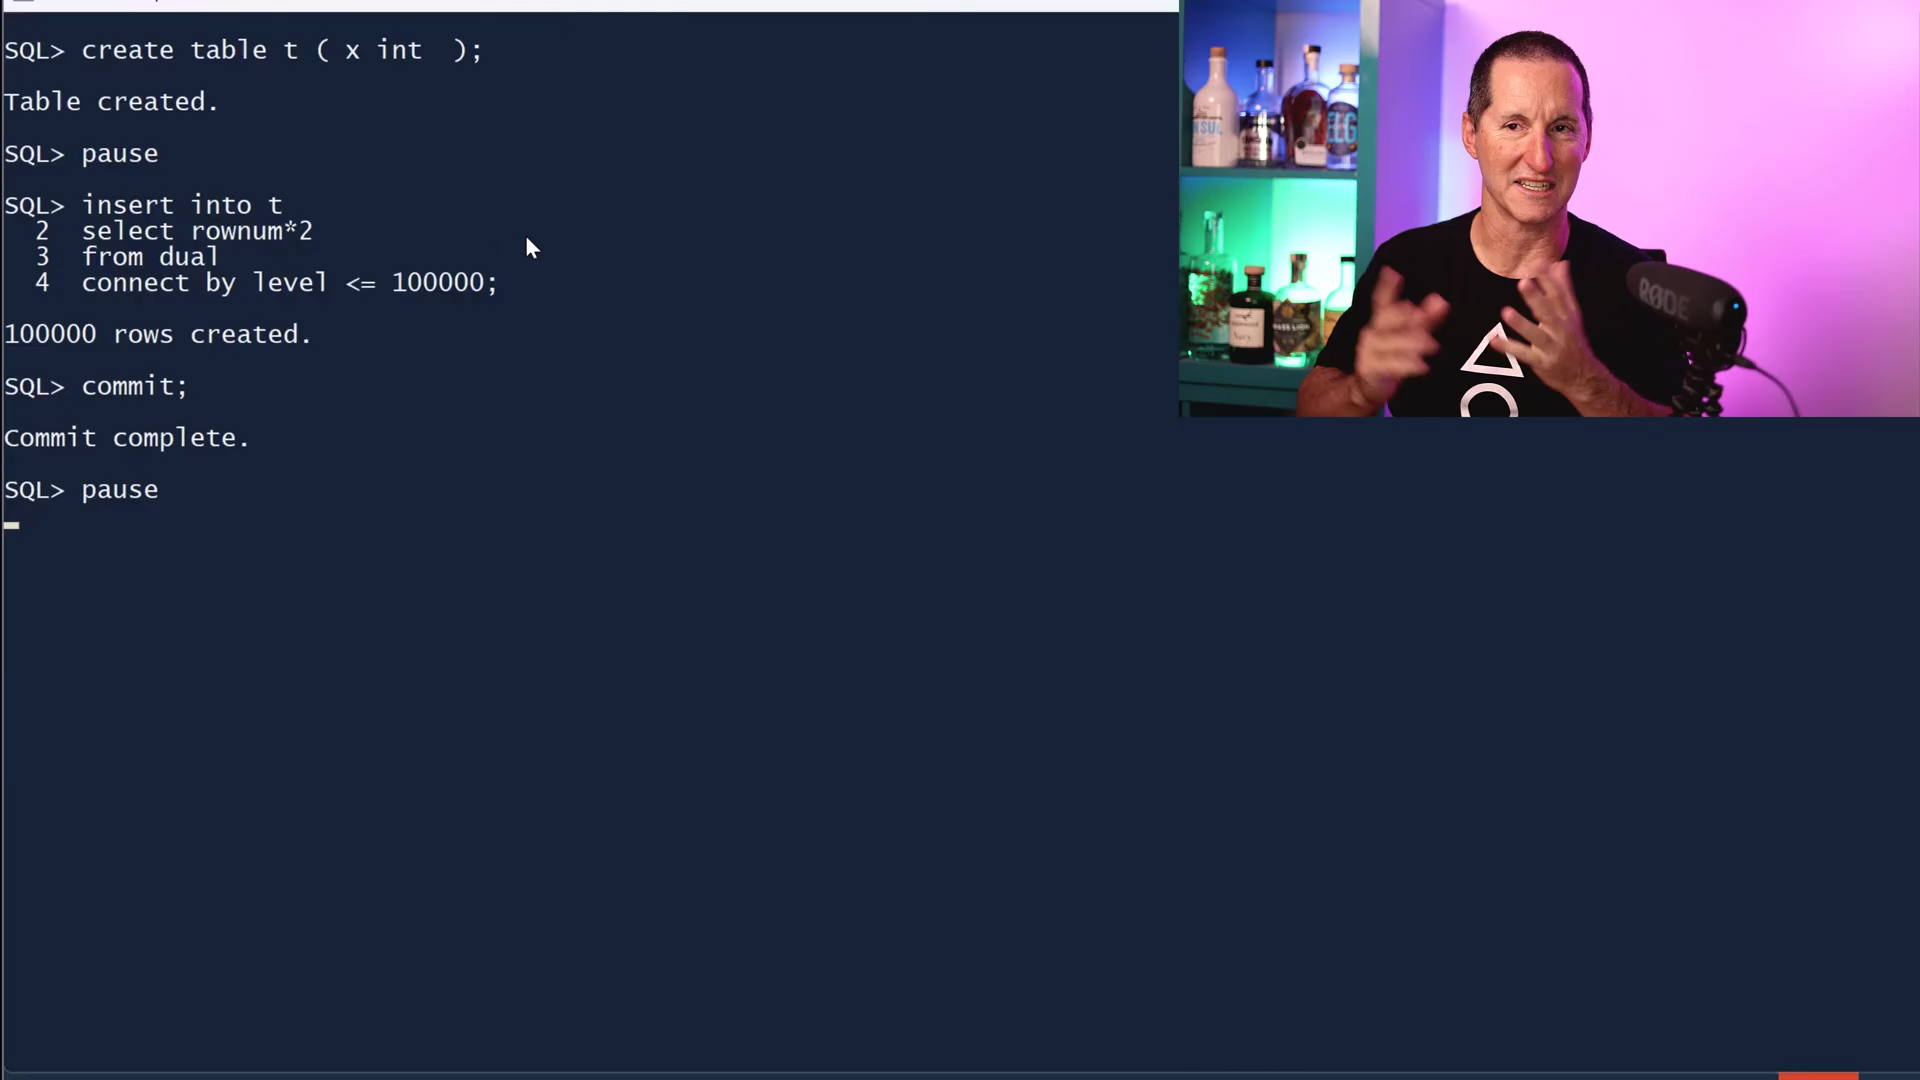 SQL> create table t ( x int  );
Table created.
SQL> pause
SQL> insert into t
  2  select rownum*2
  3  from dual
  4  connect by level <= 100000;
100000 rows created.
SQL> commit;
Commit complete.
SQL> pause
RØDE